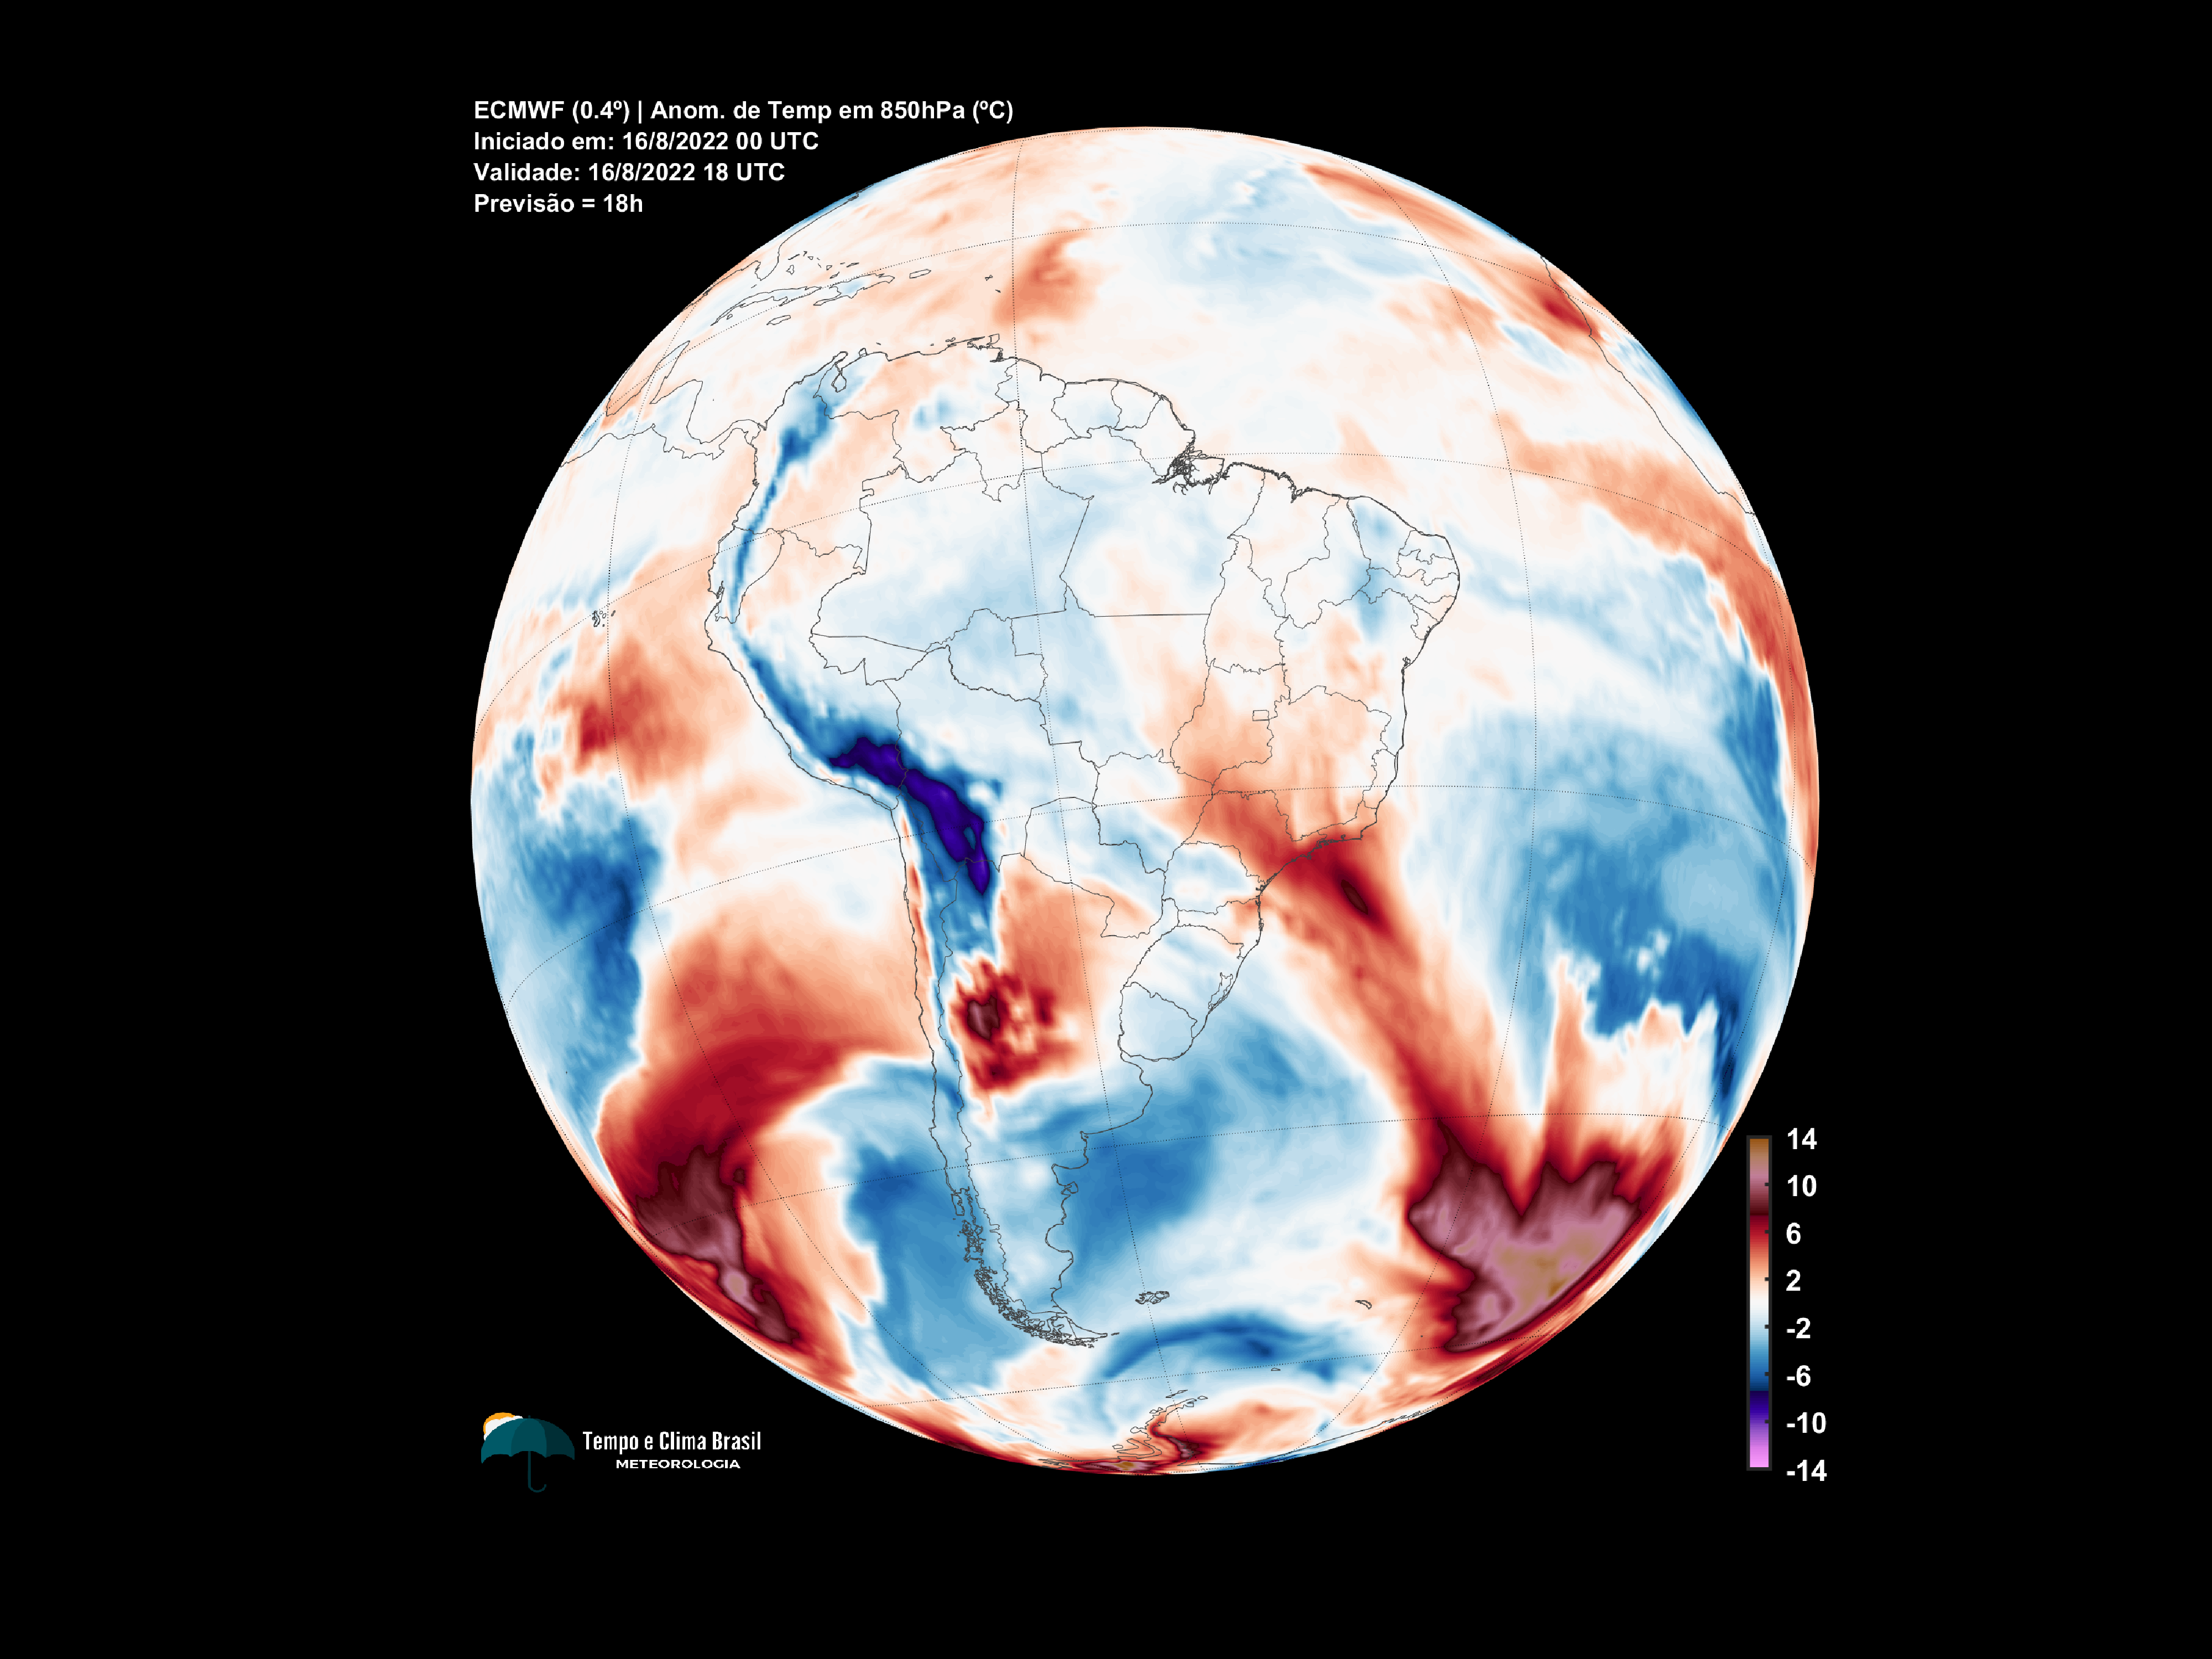 ECMWF (0.4º) | Anom. de Temp em 850hPa (ºC)
Iniciado em: 16/8/2022 00 UTC
Validade: 16/8/2022 18 UTC
Previsão = 18h
14
10
6
2
-2
-6
-10
-14
Tempo e Clima Brasil
METEOROLOGIA